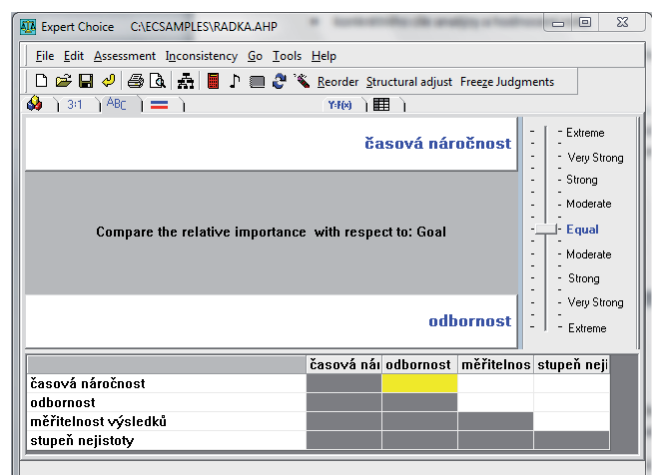 Expert Choice C:\ECSAMPLES\RADKA.AHP
File Edit Assessment Inconsistency Go Tools Help
Reorder Structural adjust Freeze Judgments
3:1 ABC Y=f(x)
časová náročnost
Compare the relative importance with respect to: Goal
odbornost
Extreme
Very Strong
Strong
Moderate
Equal
Moderate
Strong
Very Strong
Extreme
časová nái odbornost měřitelnos stupeň neji
časová náročnost
odbornost
měřitelnost výsledků
stupeň nejistoty